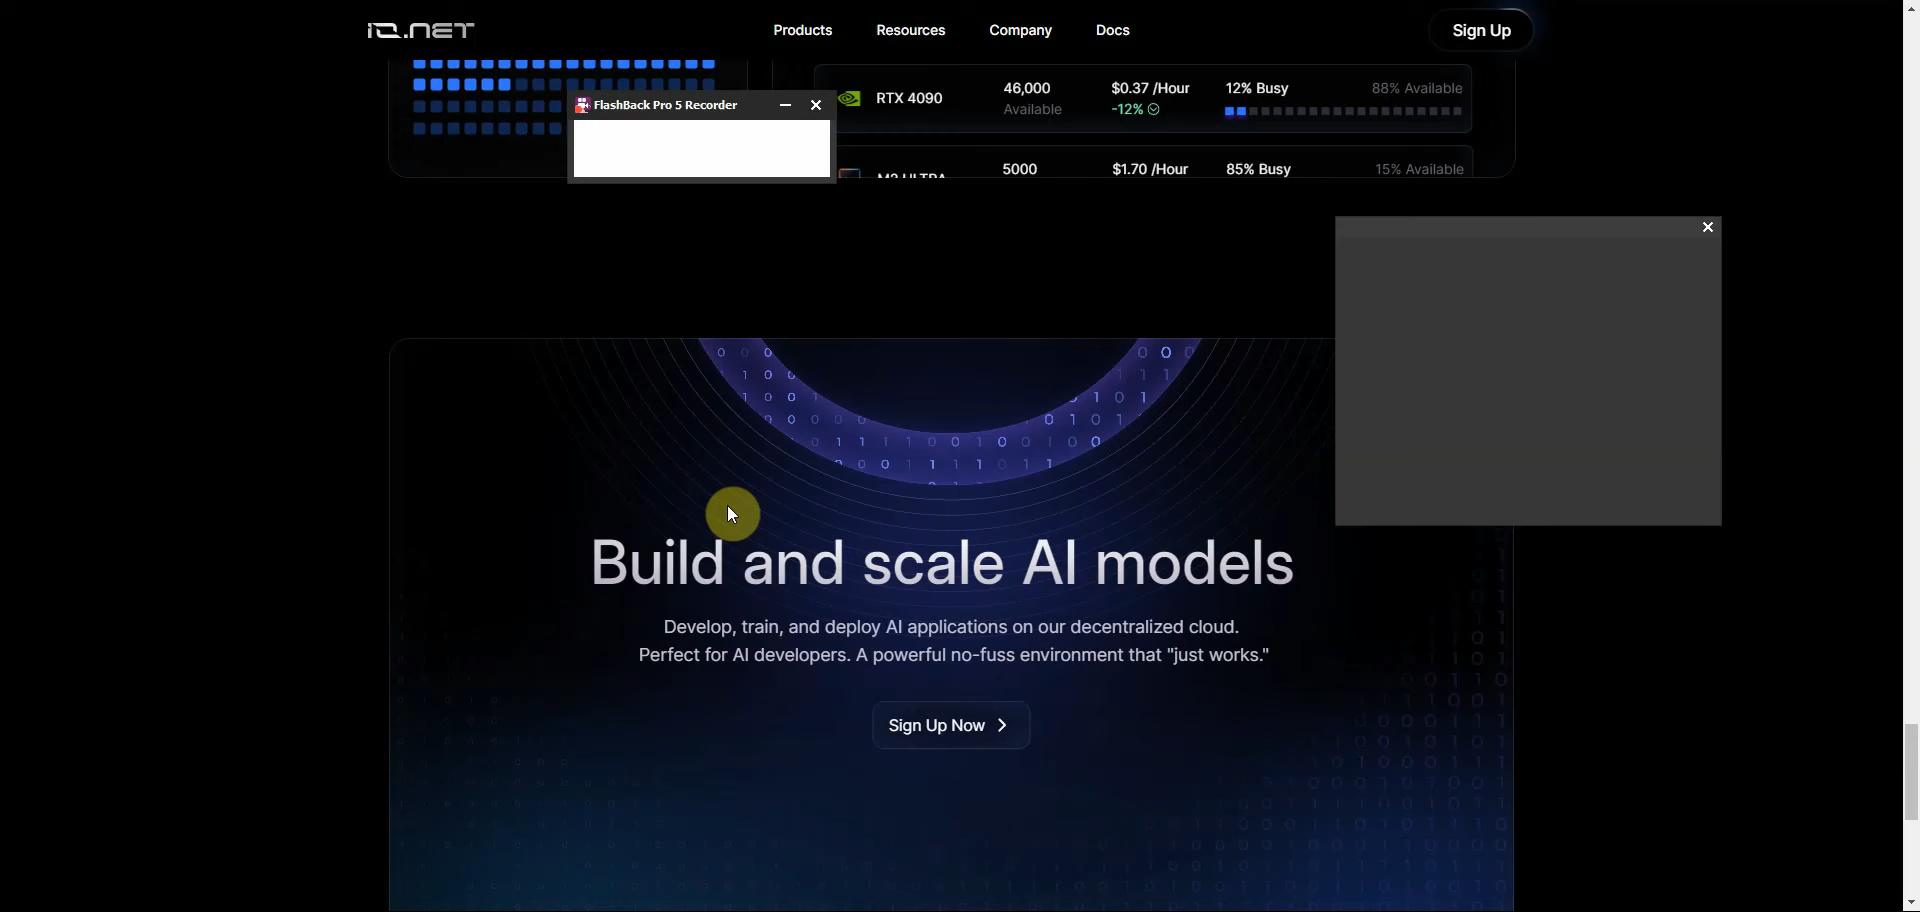 IO.NET
Products
Resources
Company
Docs
Sign Up
FlashBack Pro 5 Recorder
RTX 4090
46,000
Available
$0.37 /Hour
-12%
12% Busy
88% Available
M2 ULTRA
5000
$1.70 /Hour
85% Busy
15% Available
Build and scale AI models
Develop, train, and deploy AI applications on our decentralized cloud.
Perfect for AI developers. A powerful no-fuss environment that "just works."
Sign Up Now